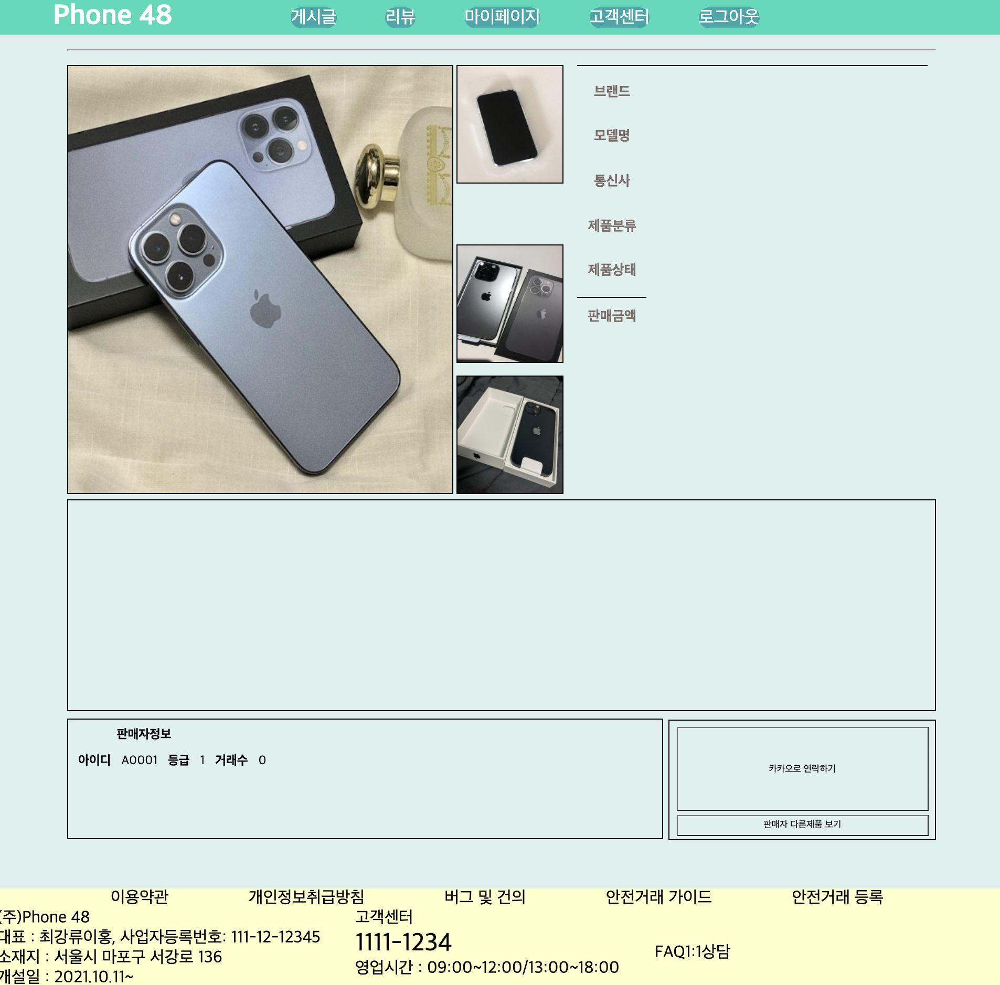 Phone 48 게시글 리뷰 마이페이지 고객센터 로그아웃
브랜드
모델명
통신사
제품분류
제품상태
판매금액
판매자정보
아이디 A0001 등급 1 거래수 0
카카오로 연락하기
판매자 다른제품 보기
이용약관 개인정보취급방침 버그 및 건의 안전거래 가이드 안전거래 등록
(주)Phone 48
대표 : 최강류이홍, 사업자등록번호: 111-12-12345
소재지 : 서울시 마포구 서강로 136
개설일 : 2021.10.11~
고객센터
1111-1234
영업시간 : 09:00~12:00/13:00~18:00
FAQ1:1상담